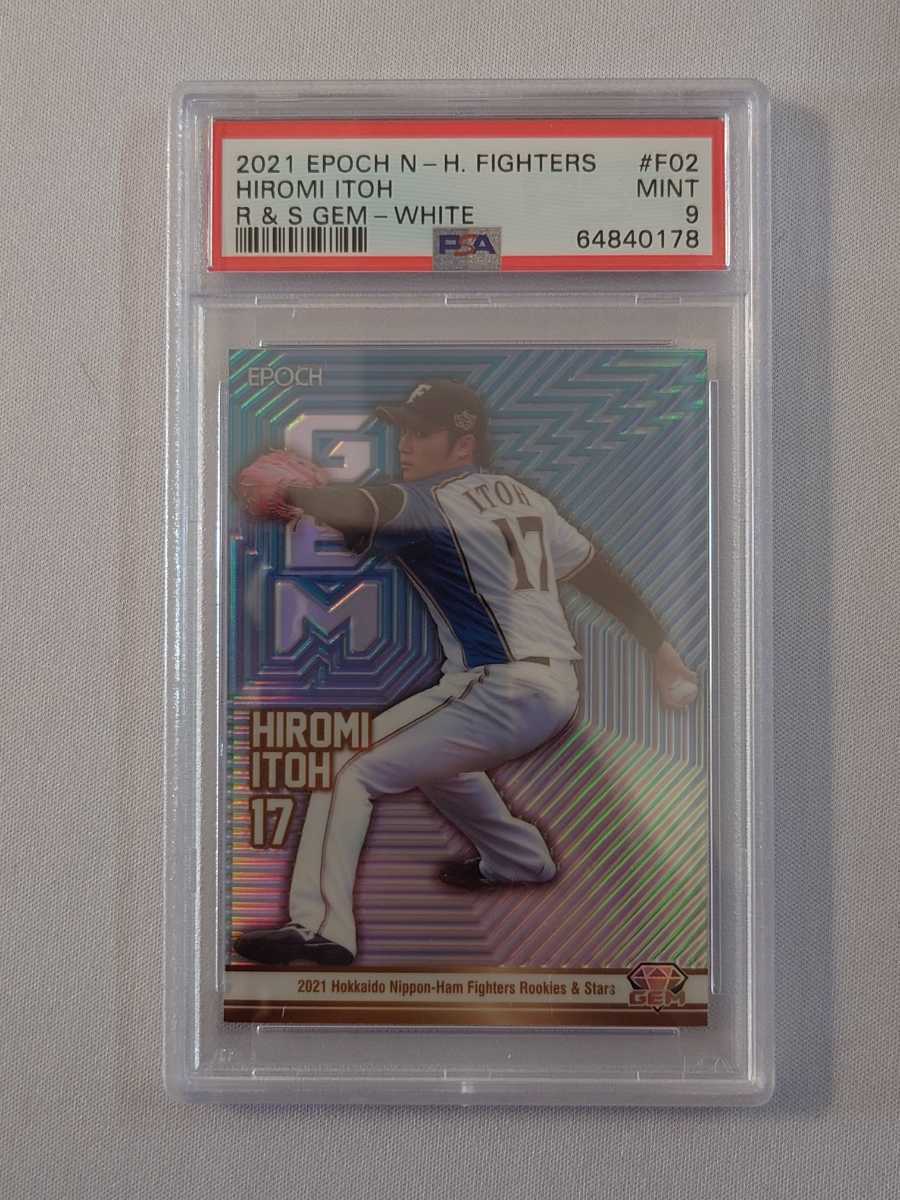 2021 EPOCH N-H. FIGHTERS #F02
HIROMI ITOH MINT
R & S GEM-WHITE 9
PSA 64840178
EPOCH
GEM
F
ITOH
17
HIROMI
ITOH
17
2021 Hokkaido Nippon-Ham Fighters Rookies & Stars
GEM